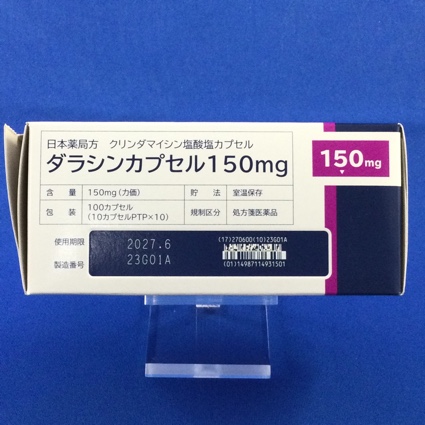 日本薬局方 クリンダマイシン塩酸塩カプセル
ダラシンカプセル150mg
150mg
含 量 150mg(力価) 貯 法 室温保存
包 装 100カプセル
(10カプセルPTP×10) 規制区分 処方箋医薬品
使用期限 2027.6
製造番号 23G01A
(17)270600(10)23G01A
(01)14987114931501